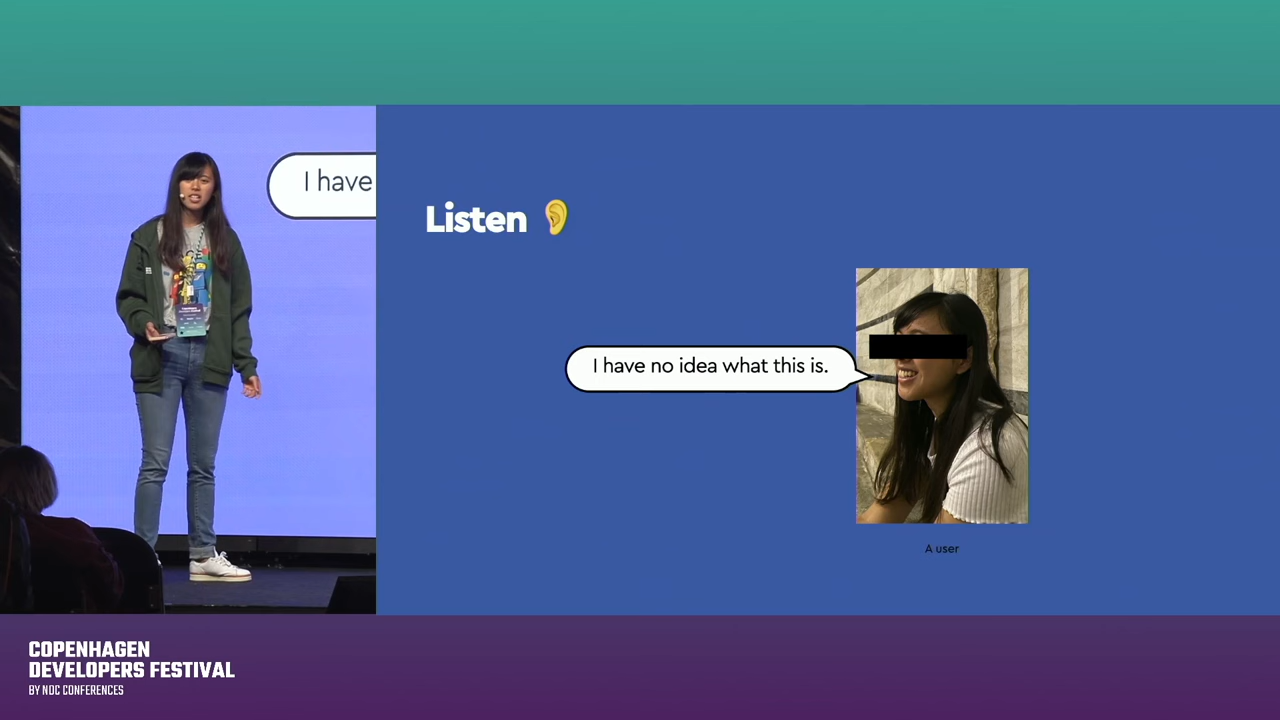 I have
Listen
I have no idea what this is.
A user
COPENHAGEN
DEVELOPERS FESTIVAL
BY NDC CONFERENCES